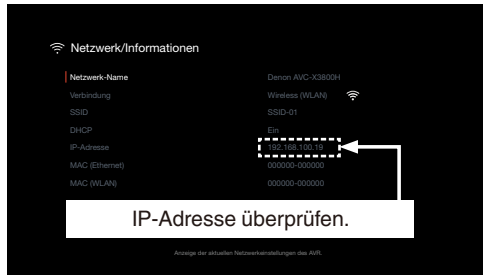 Netzwerk/Informationen
Netzwerk-Name Denon AVC-X3800H
Verbindung Wireless (WLAN)
SSID SSID-01
DHCP Ein
IP-Adresse 192.168.100.19
MAC (Ethernet) 000000-000000
MAC (WLAN) 000000-000000
IP-Adresse überprüfen.
Anzeige der aktuellen Netzwerkeinstellungen des AVR.